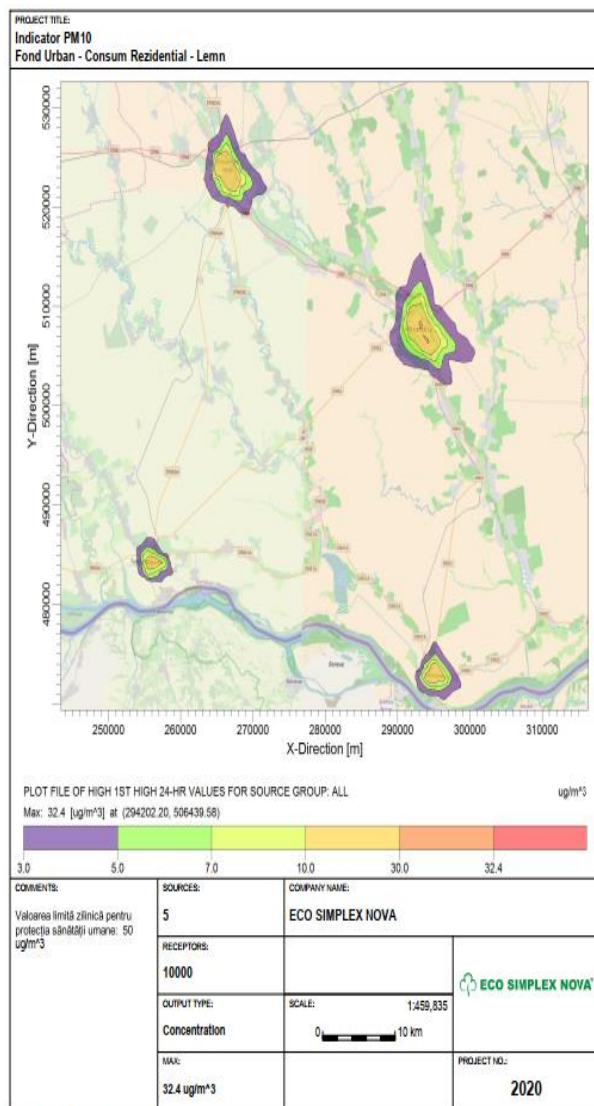 PROJECT TITLE:
Indicator PM10
Fond Urban - Consum Rezidential - Lemn
Y-Direction [m]
530000
520000
510000
500000
490000
480000
250000 260000 270000 280000 290000 300000 310000
X-Direction [m]
PLOT FILE OF HIGH 1ST HIGH 24-HR VALUES FOR SOURCE GROUP: ALL
ug/m^3
Max: 32.4 [ug/m^3] at (294202.20, 506439.58)
3.0 5.0 7.0 10.0 30.0 32.4
COMMENTS:
Valoarea limită zilinică pentru
protecția sănătății umane: 50
ug/m^3
SOURCES:
5
COMPANY NAME:
ECO SIMPLEX NOVA
RECEPTORS:
10000
OUTPUT TYPE:
Concentration
SCALE: 1:459,835
0 10 km
ECO SIMPLEX NOVA
MAX:
32.4 ug/m^3
PROJECT NO.:
2020